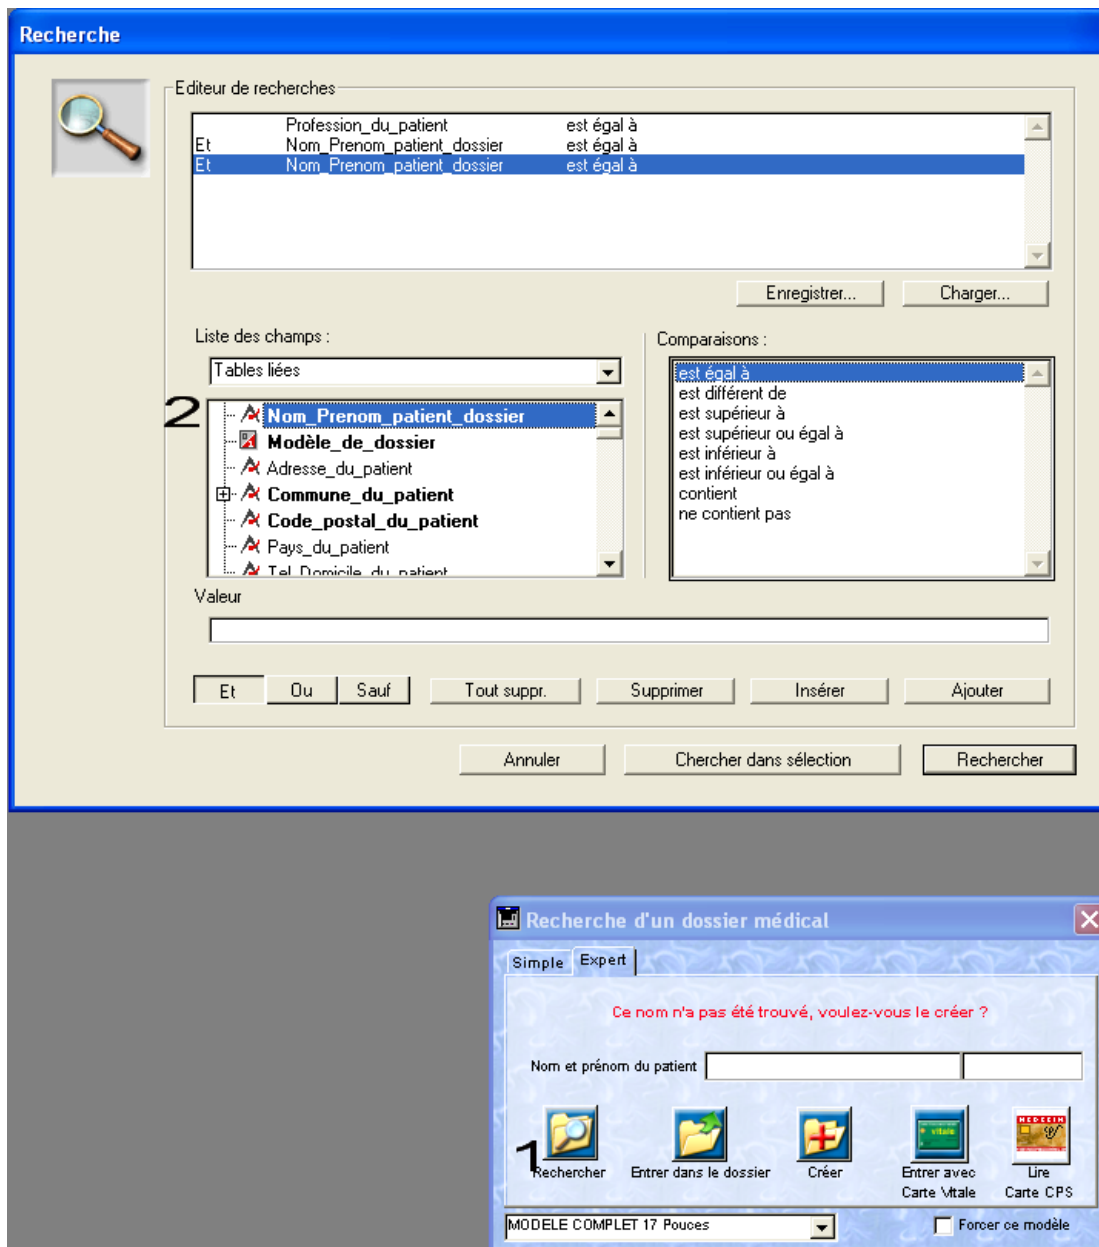 Recherche
Editeur de recherches
Profession_du_patient est égal à
Et Nom_Prenom_patient_dossier est égal à
Et Nom_Prenom_patient_dossier est égal à
Enregistrer... Charger...
Liste des champs : Comparaisons :
Tables liées
2
Nom_Prenom_patient_dossier
Modèle_de_dossier
Adresse_du_patient
Commune_du_patient
Code_postal_du_patient
Pays_du_patient
Tel_Domicile_du_patient
est égal à
est différent de
est supérieur à
est supérieur ou égal à
est inférieur à
est inférieur ou égal à
contient
ne contient pas
Valeur
Et Ou Sauf Tout suppr. Supprimer Insérer Ajouter
Annuler Chercher dans sélection Rechercher
Recherche d'un dossier médical
Simple Expert
Ce nom n'a pas été trouvé, voulez-vous le créer ?
Nom et prénom du patient
vitale
MEDECIN
1
Rechercher Entrer dans le dossier Créer Entrer avec Carte Vitale Lire Carte CPS
MODELE COMPLET 17 Pouces Forcer ce modèle